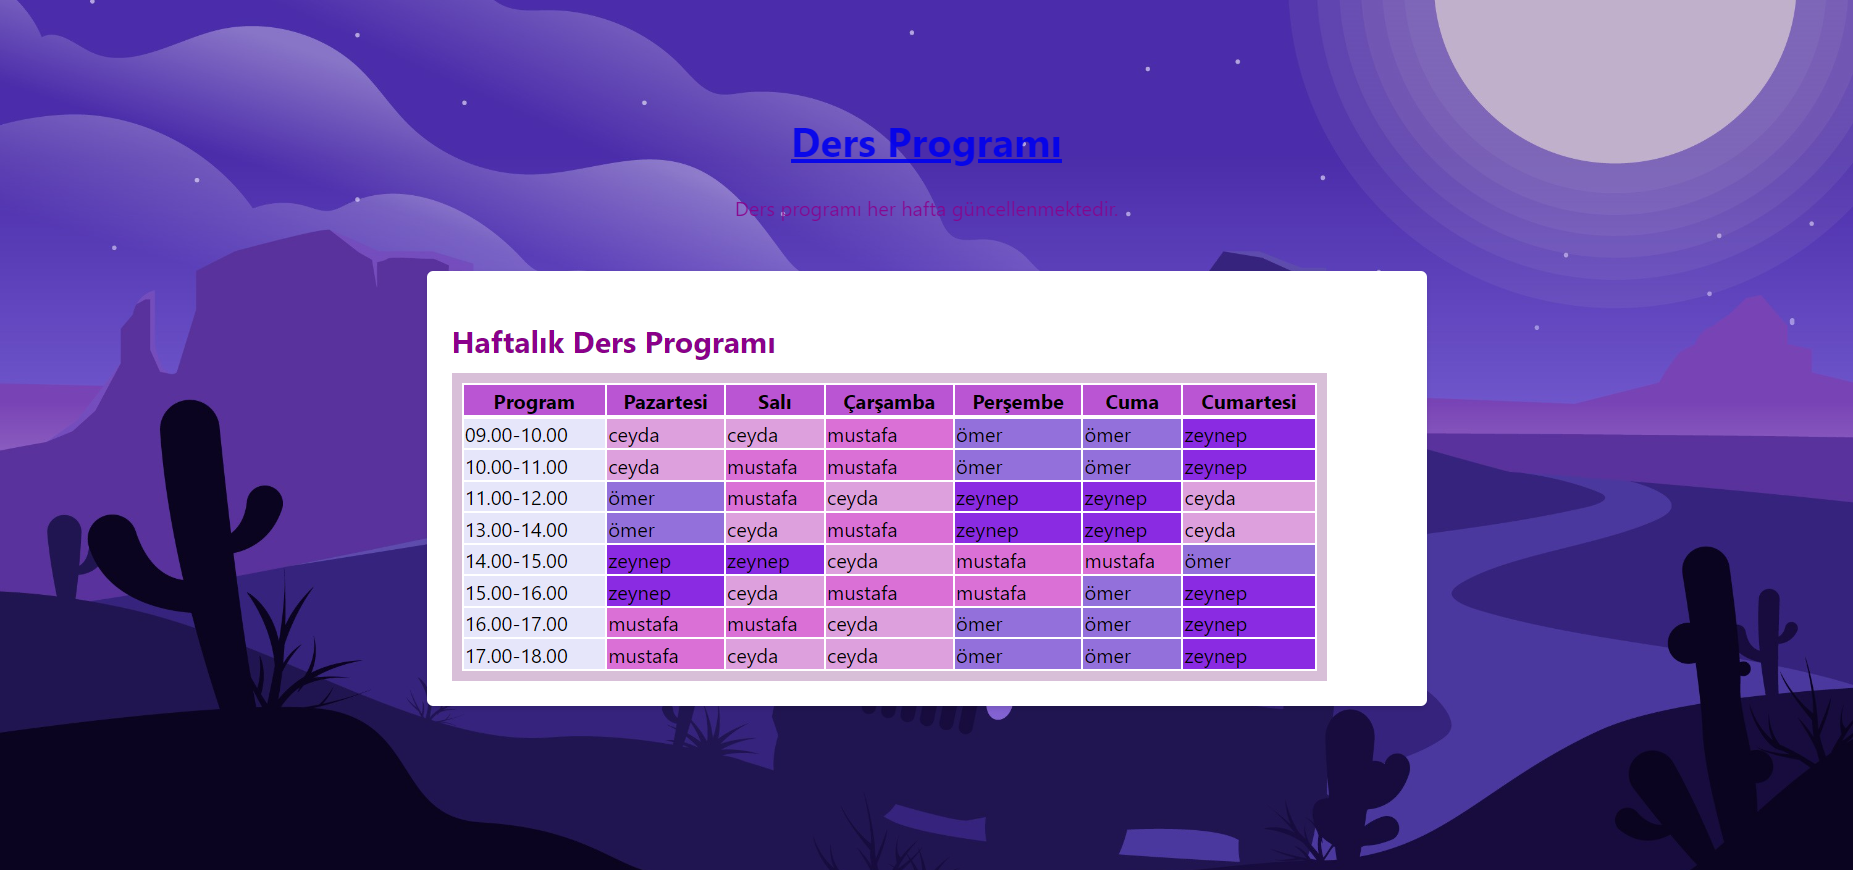 Ders Programı
Ders programı her hafta güncellenmektedir.
Haftalık Ders Programı
Program Pazartesi Salı Çarşamba Perşembe Cuma Cumartesi
09.00-10.00 ceyda ceyda mustafa ömer ömer zeynep
10.00-11.00 ceyda mustafa mustafa ömer ömer zeynep
11.00-12.00 ömer mustafa ceyda zeynep zeynep ceyda
13.00-14.00 ömer ceyda mustafa zeynep zeynep ceyda
14.00-15.00 zeynep zeynep ceyda mustafa mustafa ömer
15.00-16.00 zeynep ceyda mustafa mustafa ömer zeynep
16.00-17.00 mustafa mustafa ceyda ömer ömer zeynep
17.00-18.00 mustafa ceyda ceyda ömer ömer zeynep